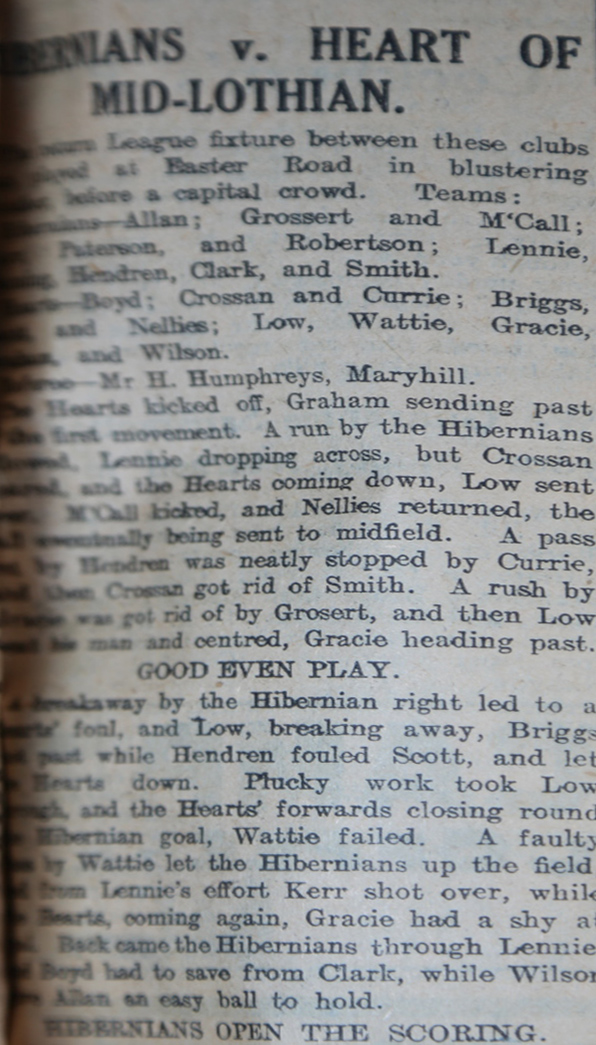 HIBERNIANS v. HEART OF
MID-LOTHIAN.
League fixture between these clubs
at Easter Road in blustering
before a capital crowd. Teams:
Allan; Grossert and M'Call;
Paterson, and Robertson; Lennie,
Hendren, Clark, and Smith.
Boyd; Crossan and Currie; Briggs,
and Nellies; Low, Wattie, Gracie,
and Wilson.
Mr H. Humphreys, Maryhill.
Hearts kicked off, Graham sending past
the first movement. A run by the Hibernians
Lennie dropping across, but Crossan
and the Hearts coming down, Low sent
M'Call kicked, and Nellies returned, the
eventually being sent to midfield. A pass
by Hendren was neatly stopped by Currie,
then Crossan got rid of Smith. A rush by
was got rid of by Grosert, and then Low
his man and centred, Gracie heading past.
GOOD EVEN PLAY.
breakaway by the Hibernian right led to a
foul, and Low, breaking away, Briggs
past while Hendren fouled Scott, and let
Hearts down. Plucky work took Low
and the Hearts' forwards closing round
Hibernian goal, Wattie failed. A faulty
by Wattie let the Hibernians up the field
from Lennie's effort Kerr shot over, while
Hearts, coming again, Gracie had a shy at
Back came the Hibernians through Lennie
Boyd had to save from Clark, while Wilson
Allan an easy ball to hold.
HIBERNIANS OPEN THE SCORING.